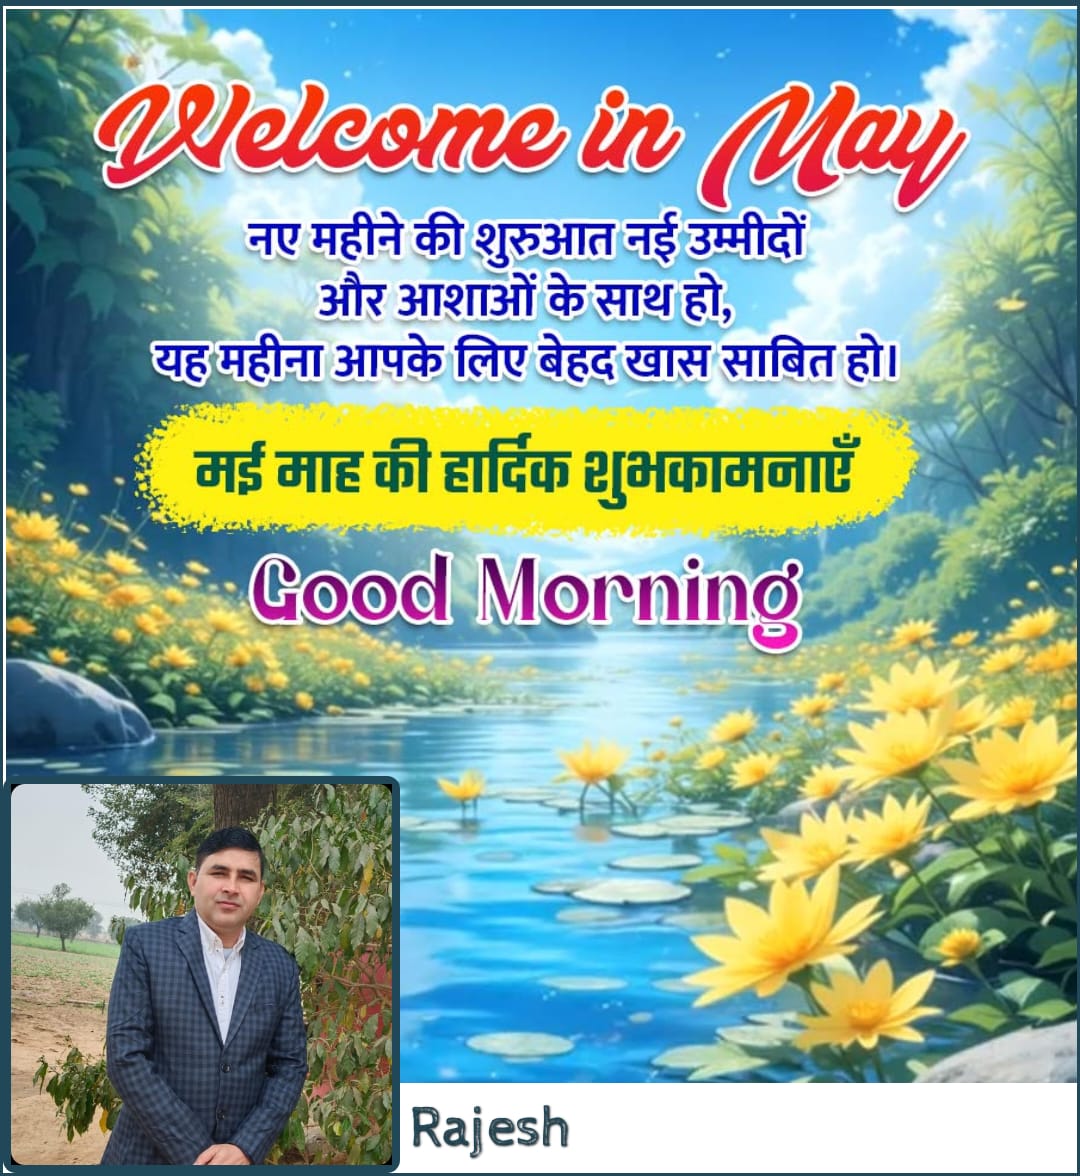 Welcome in May
नए महीने की शुरुआत नई उम्मीदों
और आशाओं के साथ हो,
यह महीना आपके लिए बेहद खास साबित हो।
मई माह की हार्दिक शुभकामनाएँ
Good Morning
Rajesh